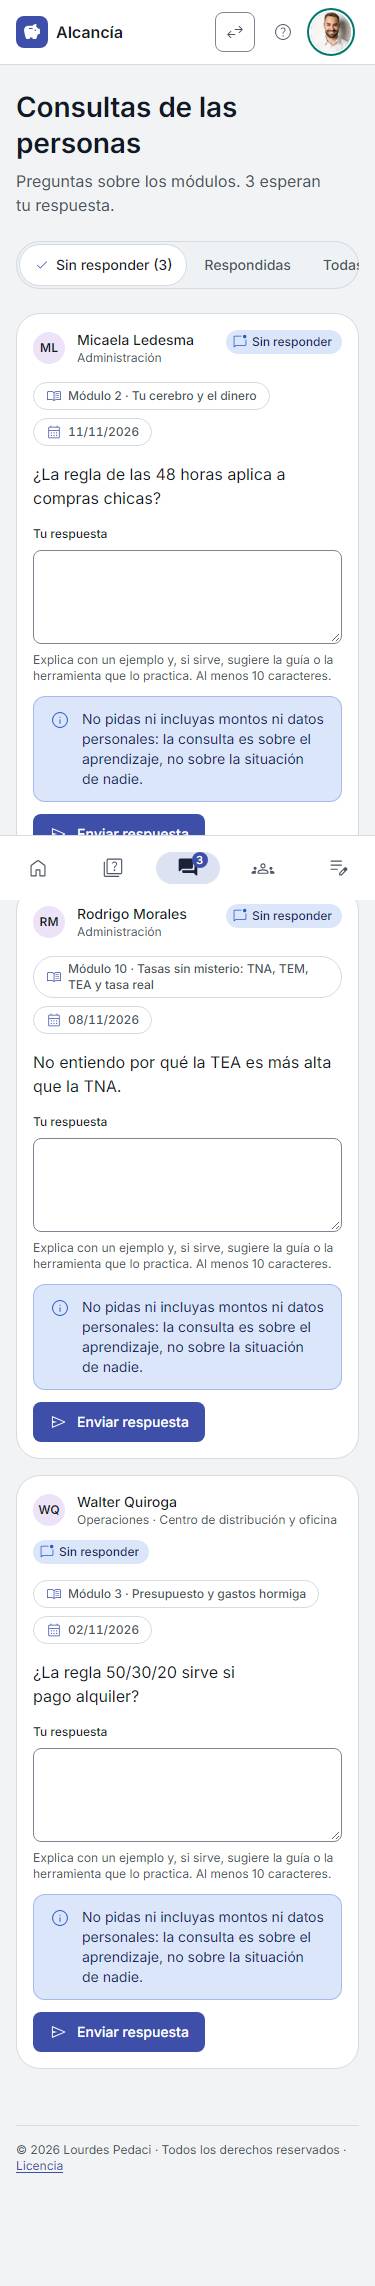 Alcancía
Consultas de las
personas
Preguntas sobre los módulos. 3 esperan
tu respuesta.
Sin responder (3)
Respondidas
Todas
ML
Micaela Ledesma
Administración
Sin responder
Módulo 2 · Tu cerebro y el dinero
11/11/2026
¿La regla de las 48 horas aplica a
compras chicas?
Tu respuesta
Explica con un ejemplo y, si sirve, sugiere la guía o la
herramienta que lo practica. Al menos 10 caracteres.
No pidas ni incluyas montos ni datos
personales: la consulta es sobre el
aprendizaje, no sobre la situación
de nadie.
Enviar respuesta
3
RM
Rodrigo Morales
Administración
Sin responder
Módulo 10 · Tasas sin misterio: TNA, TEM,
TEA y tasa real
08/11/2026
No entiendo por qué la TEA es más alta
que la TNA.
Tu respuesta
Explica con un ejemplo y, si sirve, sugiere la guía o la
herramienta que lo practica. Al menos 10 caracteres.
No pidas ni incluyas montos ni datos
personales: la consulta es sobre el
aprendizaje, no sobre la situación
de nadie.
Enviar respuesta
WQ
Walter Quiroga
Operaciones · Centro de distribución y oficina
Sin responder
Módulo 3 · Presupuesto y gastos hormiga
02/11/2026
¿La regla 50/30/20 sirve si
pago alquiler?
Tu respuesta
Explica con un ejemplo y, si sirve, sugiere la guía o la
herramienta que lo practica. Al menos 10 caracteres.
No pidas ni incluyas montos ni datos
personales: la consulta es sobre el
aprendizaje, no sobre la situación
de nadie.
Enviar respuesta
© 2026 Lourdes Pedaci · Todos los derechos reservados ·
Licencia